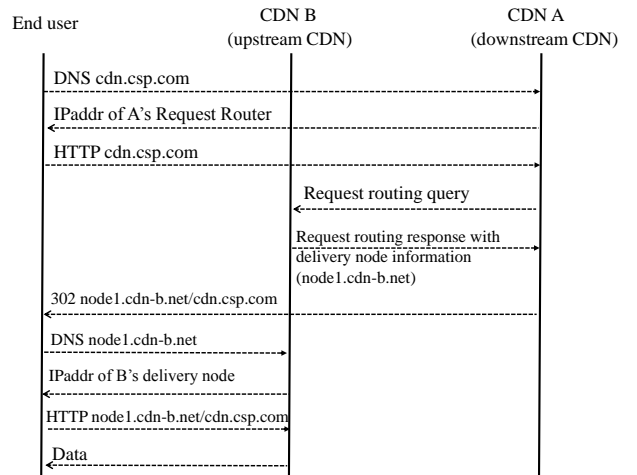 End user
CDN B
(upstream CDN)
CDN A
(downstream CDN)
DNS cdn.csp.com
IPaddr of A’s Request Router
HTTP cdn.csp.com
Request routing query
Request routing response with
delivery node information
(node1.cdn-b.net)
302 node1.cdn-b.net/cdn.csp.com
DNS node1.cdn-b.net
IPaddr of B’s delivery node
HTTP node1.cdn-b.net/cdn.csp.com
Data